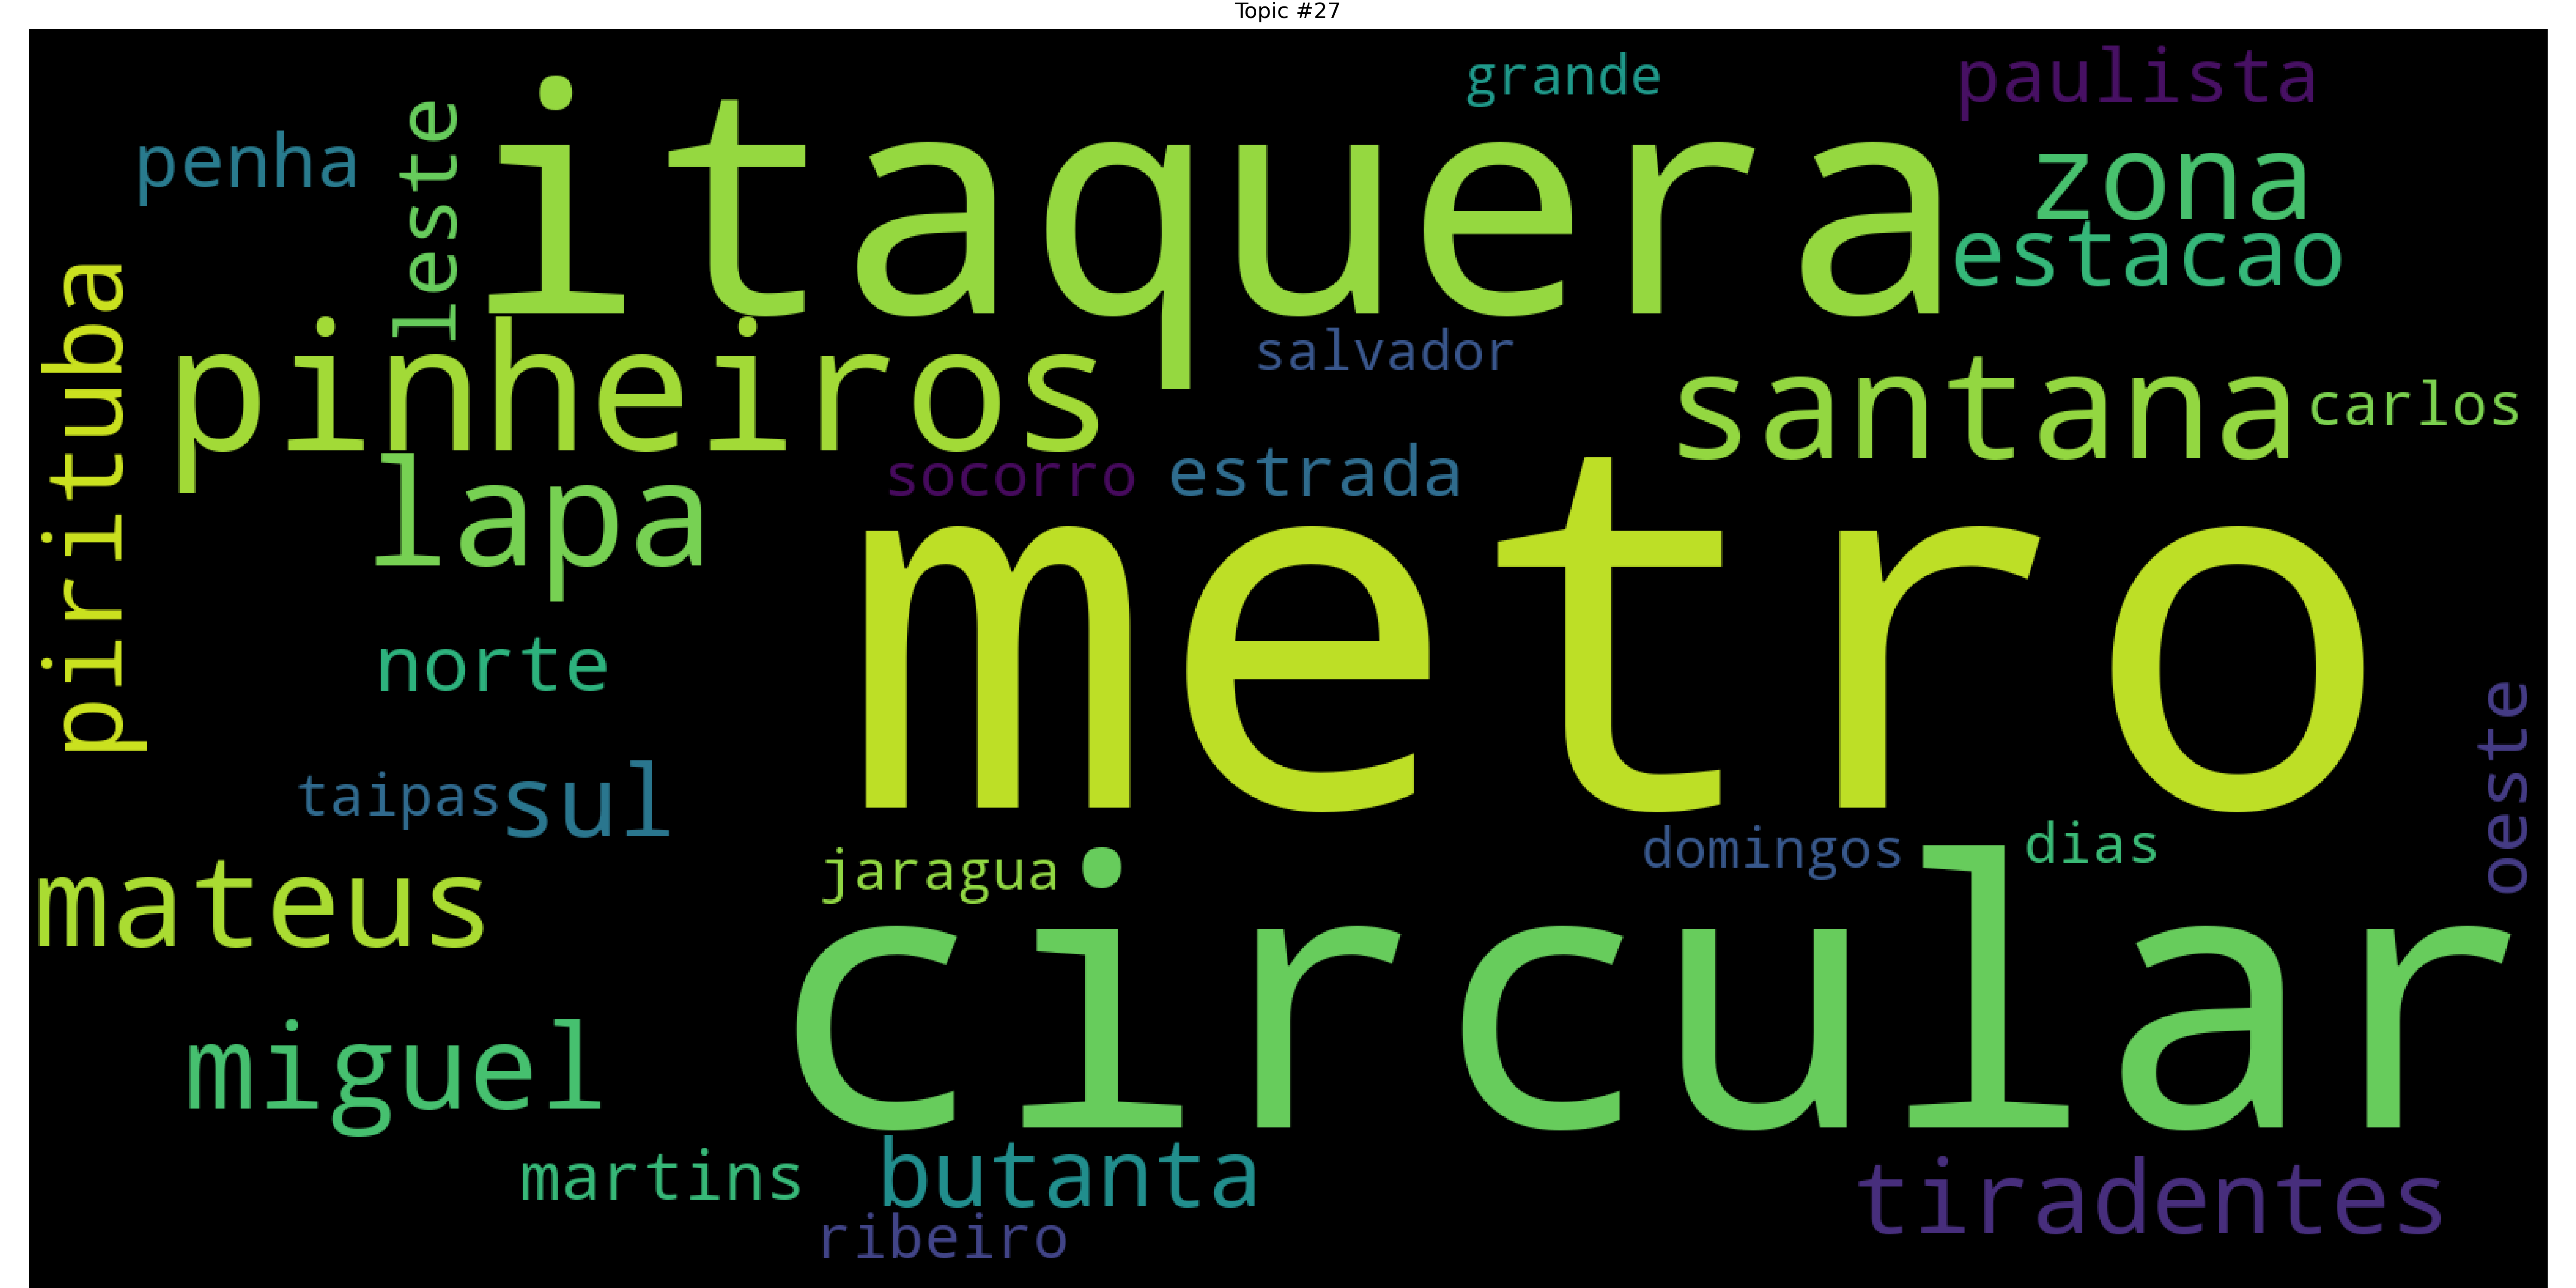 Topic #27
grande
paulista
penha
leste
itaquera
zona
estacao
pirituba
pinheiros
salvador
santana
carlos
lapa
socorro
estrada
metro
norte
taipas
sul
oeste
jaragua
domingos
dias
mateus
circular
miguel
martins
butanta
tiradentes
ribeiro